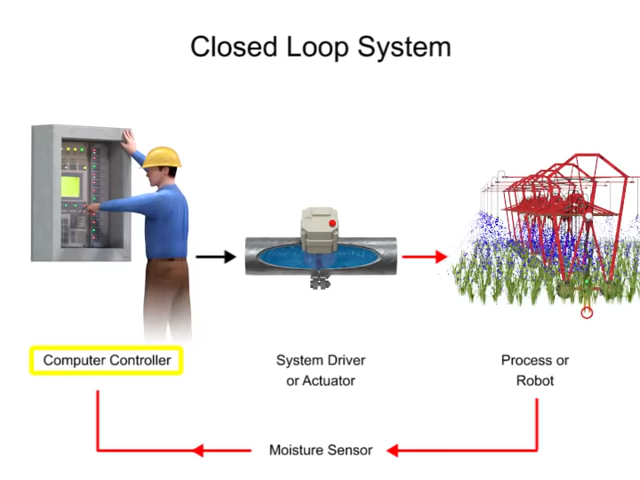 Closed Loop System
Computer Controller
System Driver
or Actuator
Process or
Robot
Moisture Sensor